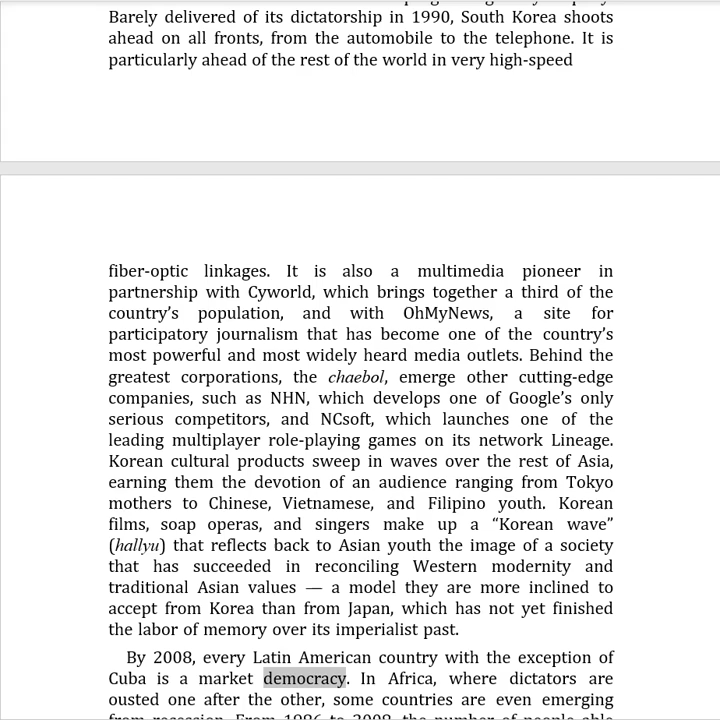 Barely delivered of its dictatorship in 1990, South Korea shoots
ahead on all fronts, from the automobile to the telephone. It is
particularly ahead of the rest of the world in very high-speed
fiber-optic linkages. It is also a multimedia pioneer in
partnership with Cyworld, which brings together a third of the
country’s population, and with OhMyNews, a site for
participatory journalism that has become one of the country’s
most powerful and most widely heard media outlets. Behind the
greatest corporations, the chaebol, emerge other cutting-edge
companies, such as NHN, which develops one of Google’s only
serious competitors, and NCsoft, which launches one of the
leading multiplayer role-playing games on its network Lineage.
Korean cultural products sweep in waves over the rest of Asia,
earning them the devotion of an audience ranging from Tokyo
mothers to Chinese, Vietnamese, and Filipino youth. Korean
films, soap operas, and singers make up a “Korean wave”
(hallyu) that reflects back to Asian youth the image of a society
that has succeeded in reconciling Western modernity and
traditional Asian values — a model they are more inclined to
accept from Korea than from Japan, which has not yet finished
the labor of memory over its imperialist past.
By 2008, every Latin American country with the exception of
Cuba is a market democracy. In Africa, where dictators are
ousted one after the other, some countries are even emerging
from recession. From 1986 to 2008, the number of people able